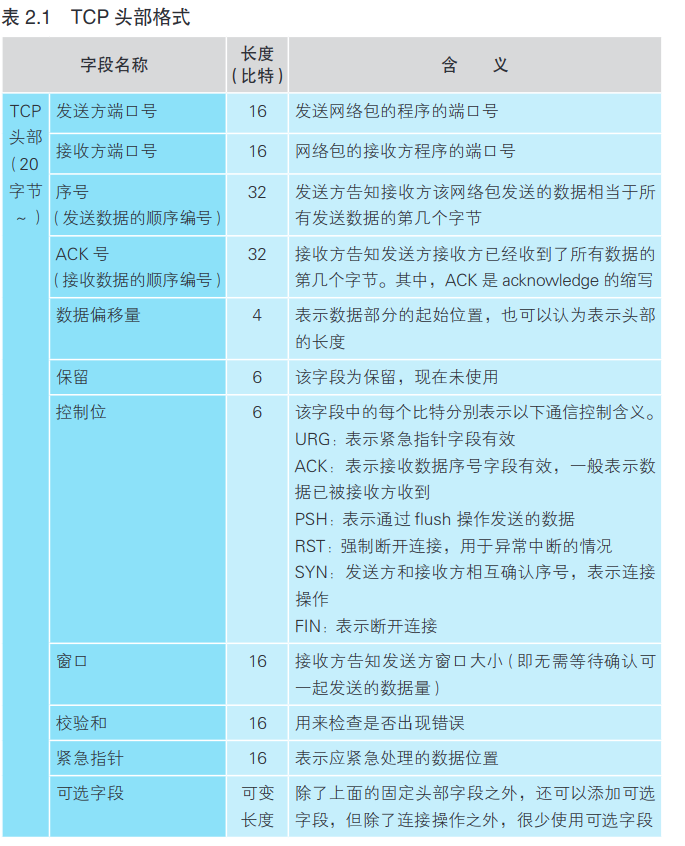 表 2.1 TCP 头部格式
字段名称
长度
（比特）
含 义
TCP
头部
（20
字节
～）
发送方端口号
16
发送网络包的程序的端口号
接收方端口号
16
网络包的接收方程序的端口号
序号
（发送数据的顺序编号）
32
发送方告知接收方该网络包发送的数据相当于所
有发送数据的第几个字节
ACK 号
（接收数据的顺序编号）
32
接收方告知发送方接收方已经收到了所有数据的
第几个字节。其中，ACK 是 acknowledge 的缩写
数据偏移量
4
表示数据部分的起始位置，也可以认为表示头部
的长度
保留
6
该字段为保留，现在未使用
控制位
6
该字段中的每个比特分别表示以下通信控制含义。
URG：表示紧急指针字段有效
ACK：表示接收数据序号字段有效，一般表示数
据已被接收方收到
PSH：表示通过 flush 操作发送的数据
RST：强制断开连接，用于异常中断的情况
SYN：发送方和接收方相互确认序号，表示连接
操作
FIN：表示断开连接
窗口
16
接收方告知发送方窗口大小（即无需等待确认可
一起发送的数据量）
校验和
16
用来检查是否出现错误
紧急指针
16
表示应紧急处理的数据位置
可选字段
可变
长度
除了上面的固定头部字段之外，还可以添加可选
字段，但除了连接操作之外，很少使用可选字段